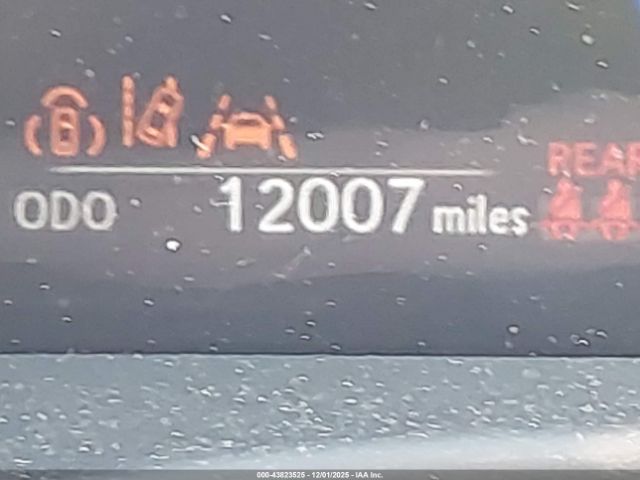 REAR
ODO 12007 miles
000-43823525 - 12/01/2025 - IAA Inc.